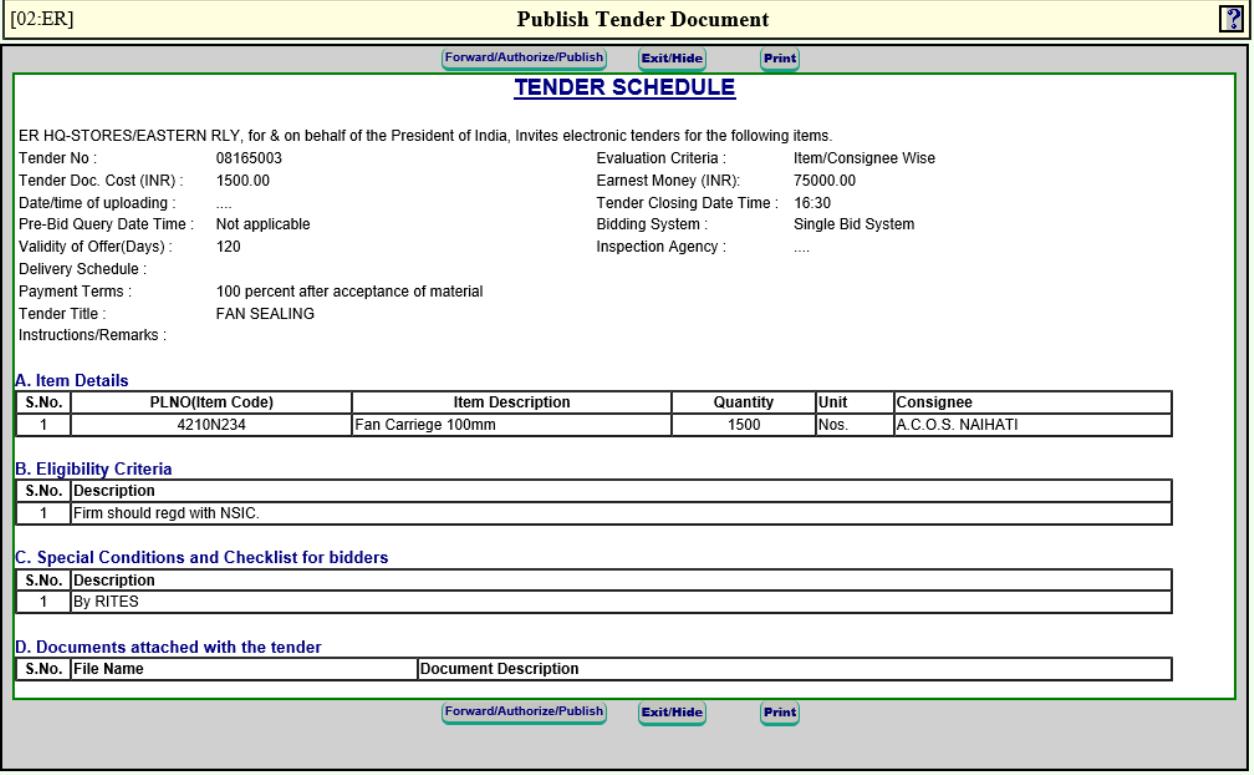 [02:ER] Publish Tender Document ?
Forward/Authorize/Publish Exit/Hide Print
TENDER SCHEDULE
ER HQ-STORES/EASTERN RLY, for & on behalf of the President of India, Invites electronic tenders for the following items.
Tender No : 08165003 Evaluation Criteria : Item/Consignee Wise
Tender Doc. Cost (INR) : 1500.00 Earnest Money (INR): 75000.00
Date/time of uploading : .... Tender Closing Date Time : 16:30
Pre-Bid Query Date Time : Not applicable Bidding System : Single Bid System
Validity of Offer(Days) : 120 Inspection Agency : ....
Delivery Schedule :
Payment Terms : 100 percent after acceptance of material
Tender Title : FAN SEALING
Instructions/Remarks :
A. Item Details
S.No. PLNO(Item Code) Item Description Quantity Unit Consignee
1 4210N234 Fan Carriege 100mm 1500 Nos. A.C.O.S. NAIHATI
B. Eligibility Criteria
S.No. Description
1 Firm should regd with NSIC.
C. Special Conditions and Checklist for bidders
S.No. Description
1 By RITES
D. Documents attached with the tender
S.No. File Name Document Description
Forward/Authorize/Publish Exit/Hide Print